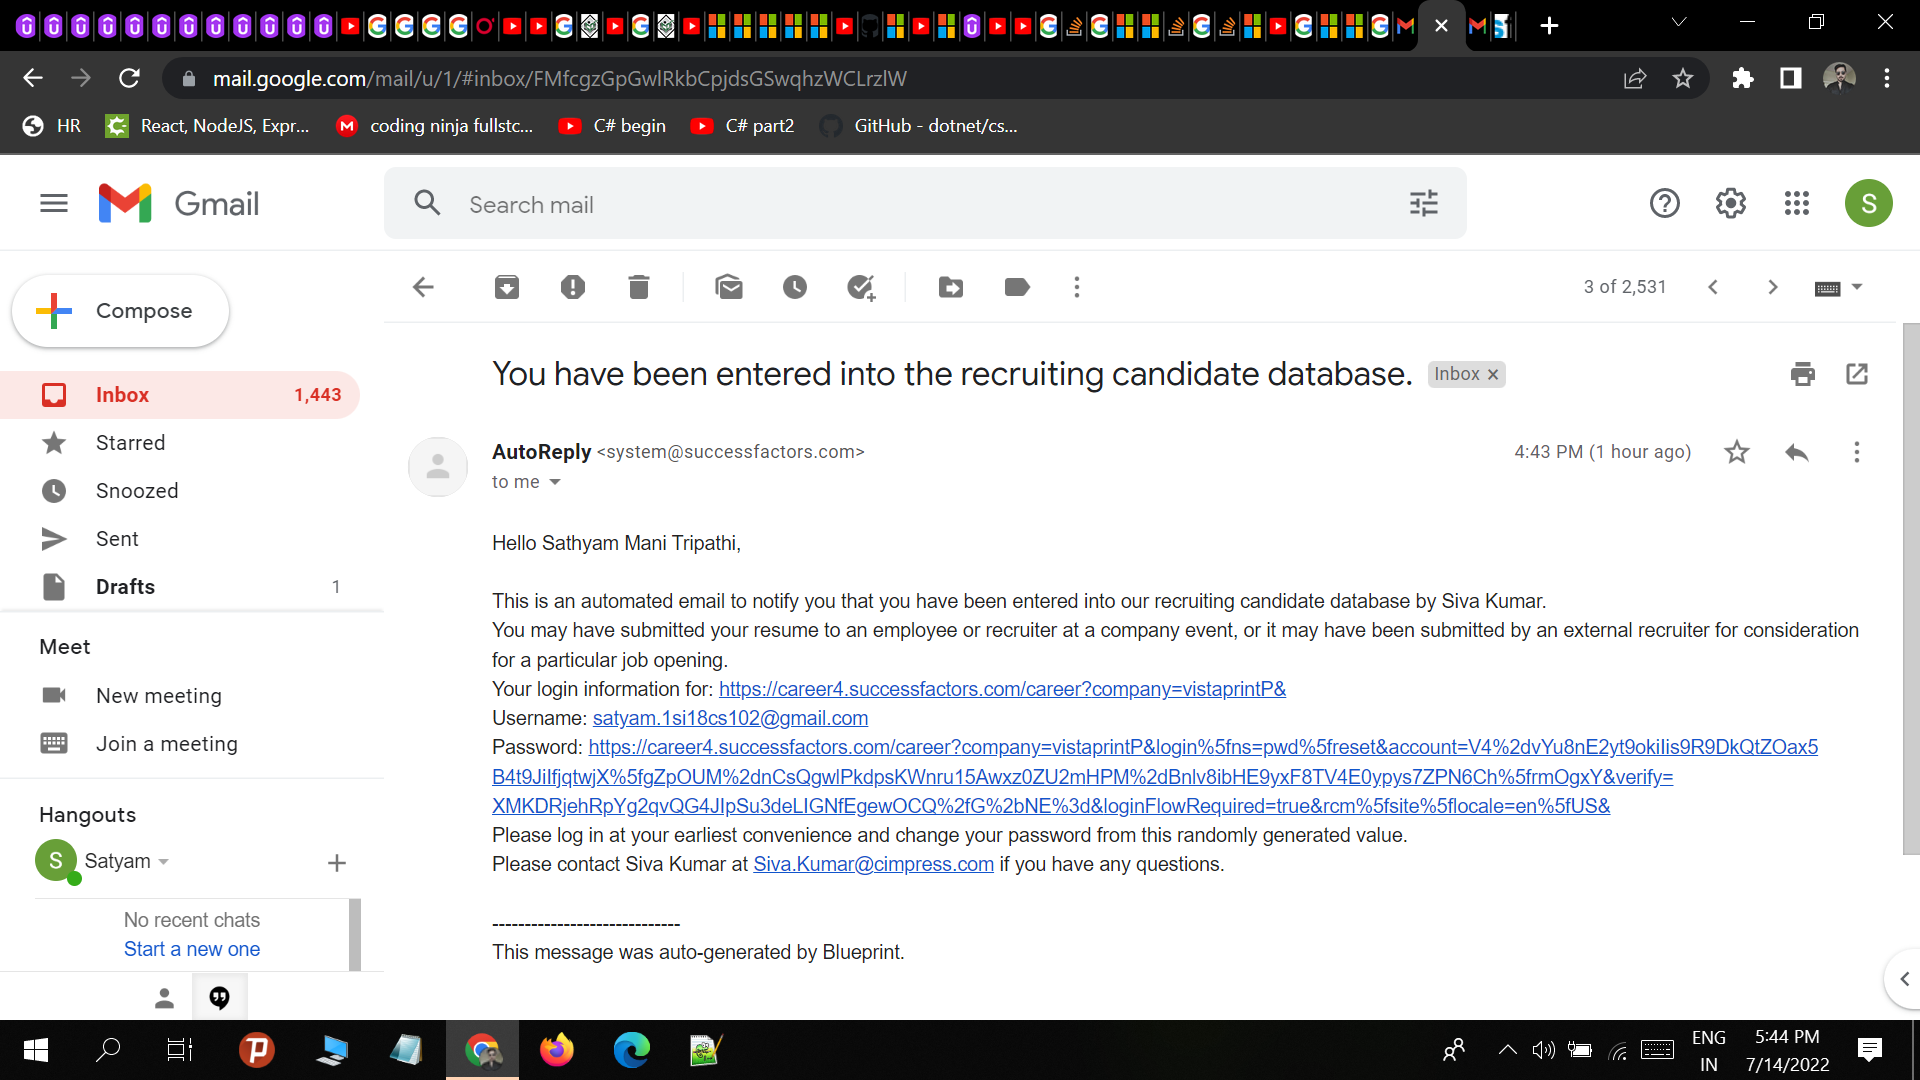 mail.google.com/mail/u/1/#inbox/FMfcgzGpGwlRkbCpjdsGSwqhzWCLrzlW
HR
React, NodeJS, Expr...
coding ninja fullstc...
C# begin
C# part2
GitHub - dotnet/cs...
Gmail
Search mail
S
Compose
3 of 2,531
You have been entered into the recruiting candidate database.
Inbox ×
Inbox 1,443
Starred
Snoozed
Sent
Drafts 1
Meet
New meeting
Join a meeting
Hangouts
S Satyam
No recent chats
Start a new one
AutoReply <system@successfactors.com>
4:43 PM (1 hour ago)
to me
Hello Sathyam Mani Tripathi,
This is an automated email to notify you that you have been entered into our recruiting candidate database by Siva Kumar.
You may have submitted your resume to an employee or recruiter at a company event, or it may have been submitted by an external recruiter for consideration
for a particular job opening.
Your login information for: https://career4.successfactors.com/career?company=vistaprintP&
Username: satyam.1si18cs102@gmail.com
Password: https://career4.successfactors.com/career?company=vistaprintP&login%5fns=pwd%5freset&account=V4%2dvYu8nE2yt9okiIis9R9DkQtZOax5
B4t9JiIfjqtwjX%5fgZpOUM%2dnCsQgwlPkdpsKWnru15Awxz0ZU2mHPM%2dBnlv8ibHE9yxF8TV4E0ypys7ZPN6Ch%5frmOgxY&verify=
XMKDRjehRpYg2qvQG4JIpSu3deLIGNfEgewOCQ%2fG%2bNE%3d&loginFlowRequired=true&rcm%5fsite%5flocale=en%5fUS&
Please log in at your earliest convenience and change your password from this randomly generated value.
Please contact Siva Kumar at Siva.Kumar@cimpress.com if you have any questions.
-----------------------------
This message was auto-generated by Blueprint.
ENG
IN
5:44 PM
7/14/2022